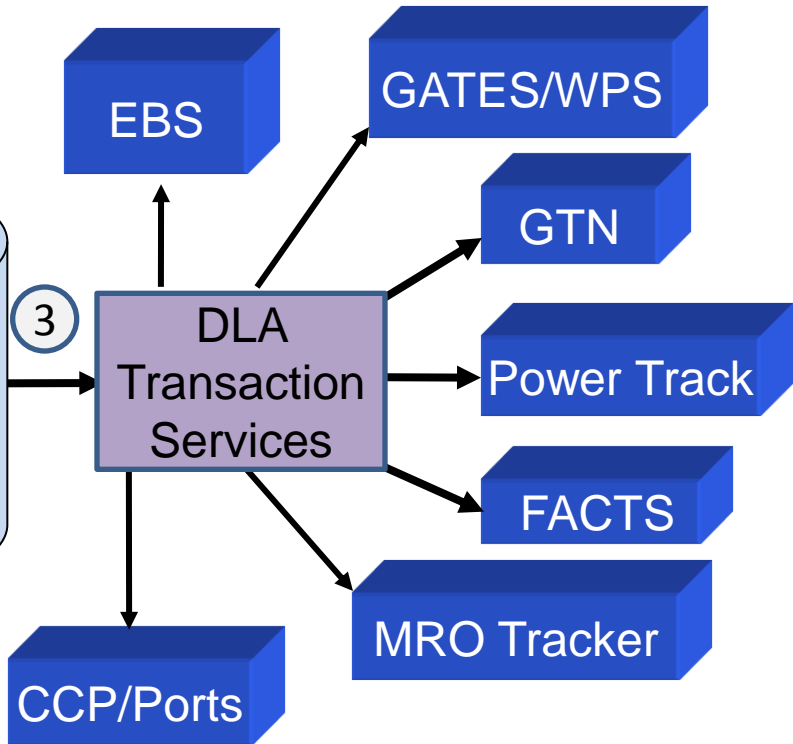 EBS
GATES/WPS
GTN
3
DLA
Transaction
Services
Power Track
FACTS
MRO Tracker
CCP/Ports